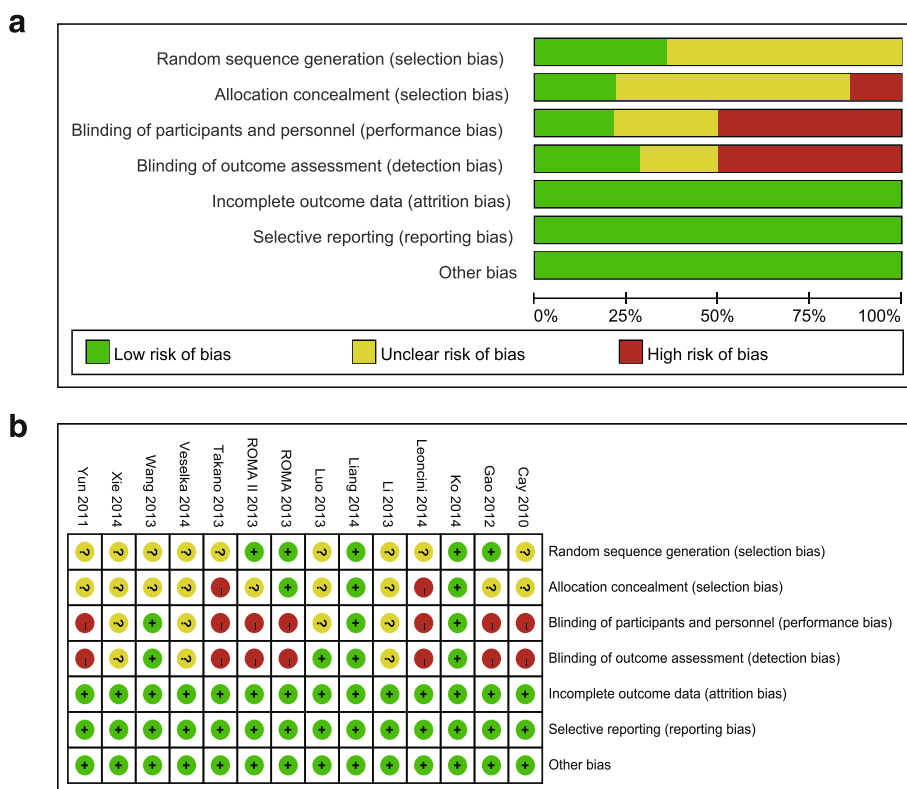 a
Random sequence generation (selection bias)
Allocation concealment (selection bias)
Blinding of participants and personnel (performance bias)
Blinding of outcome assessment (detection bias)
Incomplete outcome data (attrition bias)
Selective reporting (reporting bias)
Other bias
0% 25% 50% 75% 100%
Low risk of bias Unclear risk of bias High risk of bias
b
Yun 2011
Xie 2014
Wang 2013
Veselka 2014
Takano 2013
ROMA II 2013
ROMA 2013
Luo 2013
Liang 2014
Li 2013
Leoncini 2014
Ko 2014
Gao 2012
Cay 2010
? ? ? ? ? + + ? + ? ? + + ? Random sequence generation (selection bias)
? ? ? ? – ? + ? + ? – + ? ? Allocation concealment (selection bias)
– ? + ? – – – ? + ? – + – – Blinding of participants and personnel (performance bias)
– ? + ? – – – + + ? – + – – Blinding of outcome assessment (detection bias)
+ + + + + + + + + + + + + + Incomplete outcome data (attrition bias)
+ + + + + + + + + + + + + + Selective reporting (reporting bias)
+ + + + + + + + + + + + + + Other bias